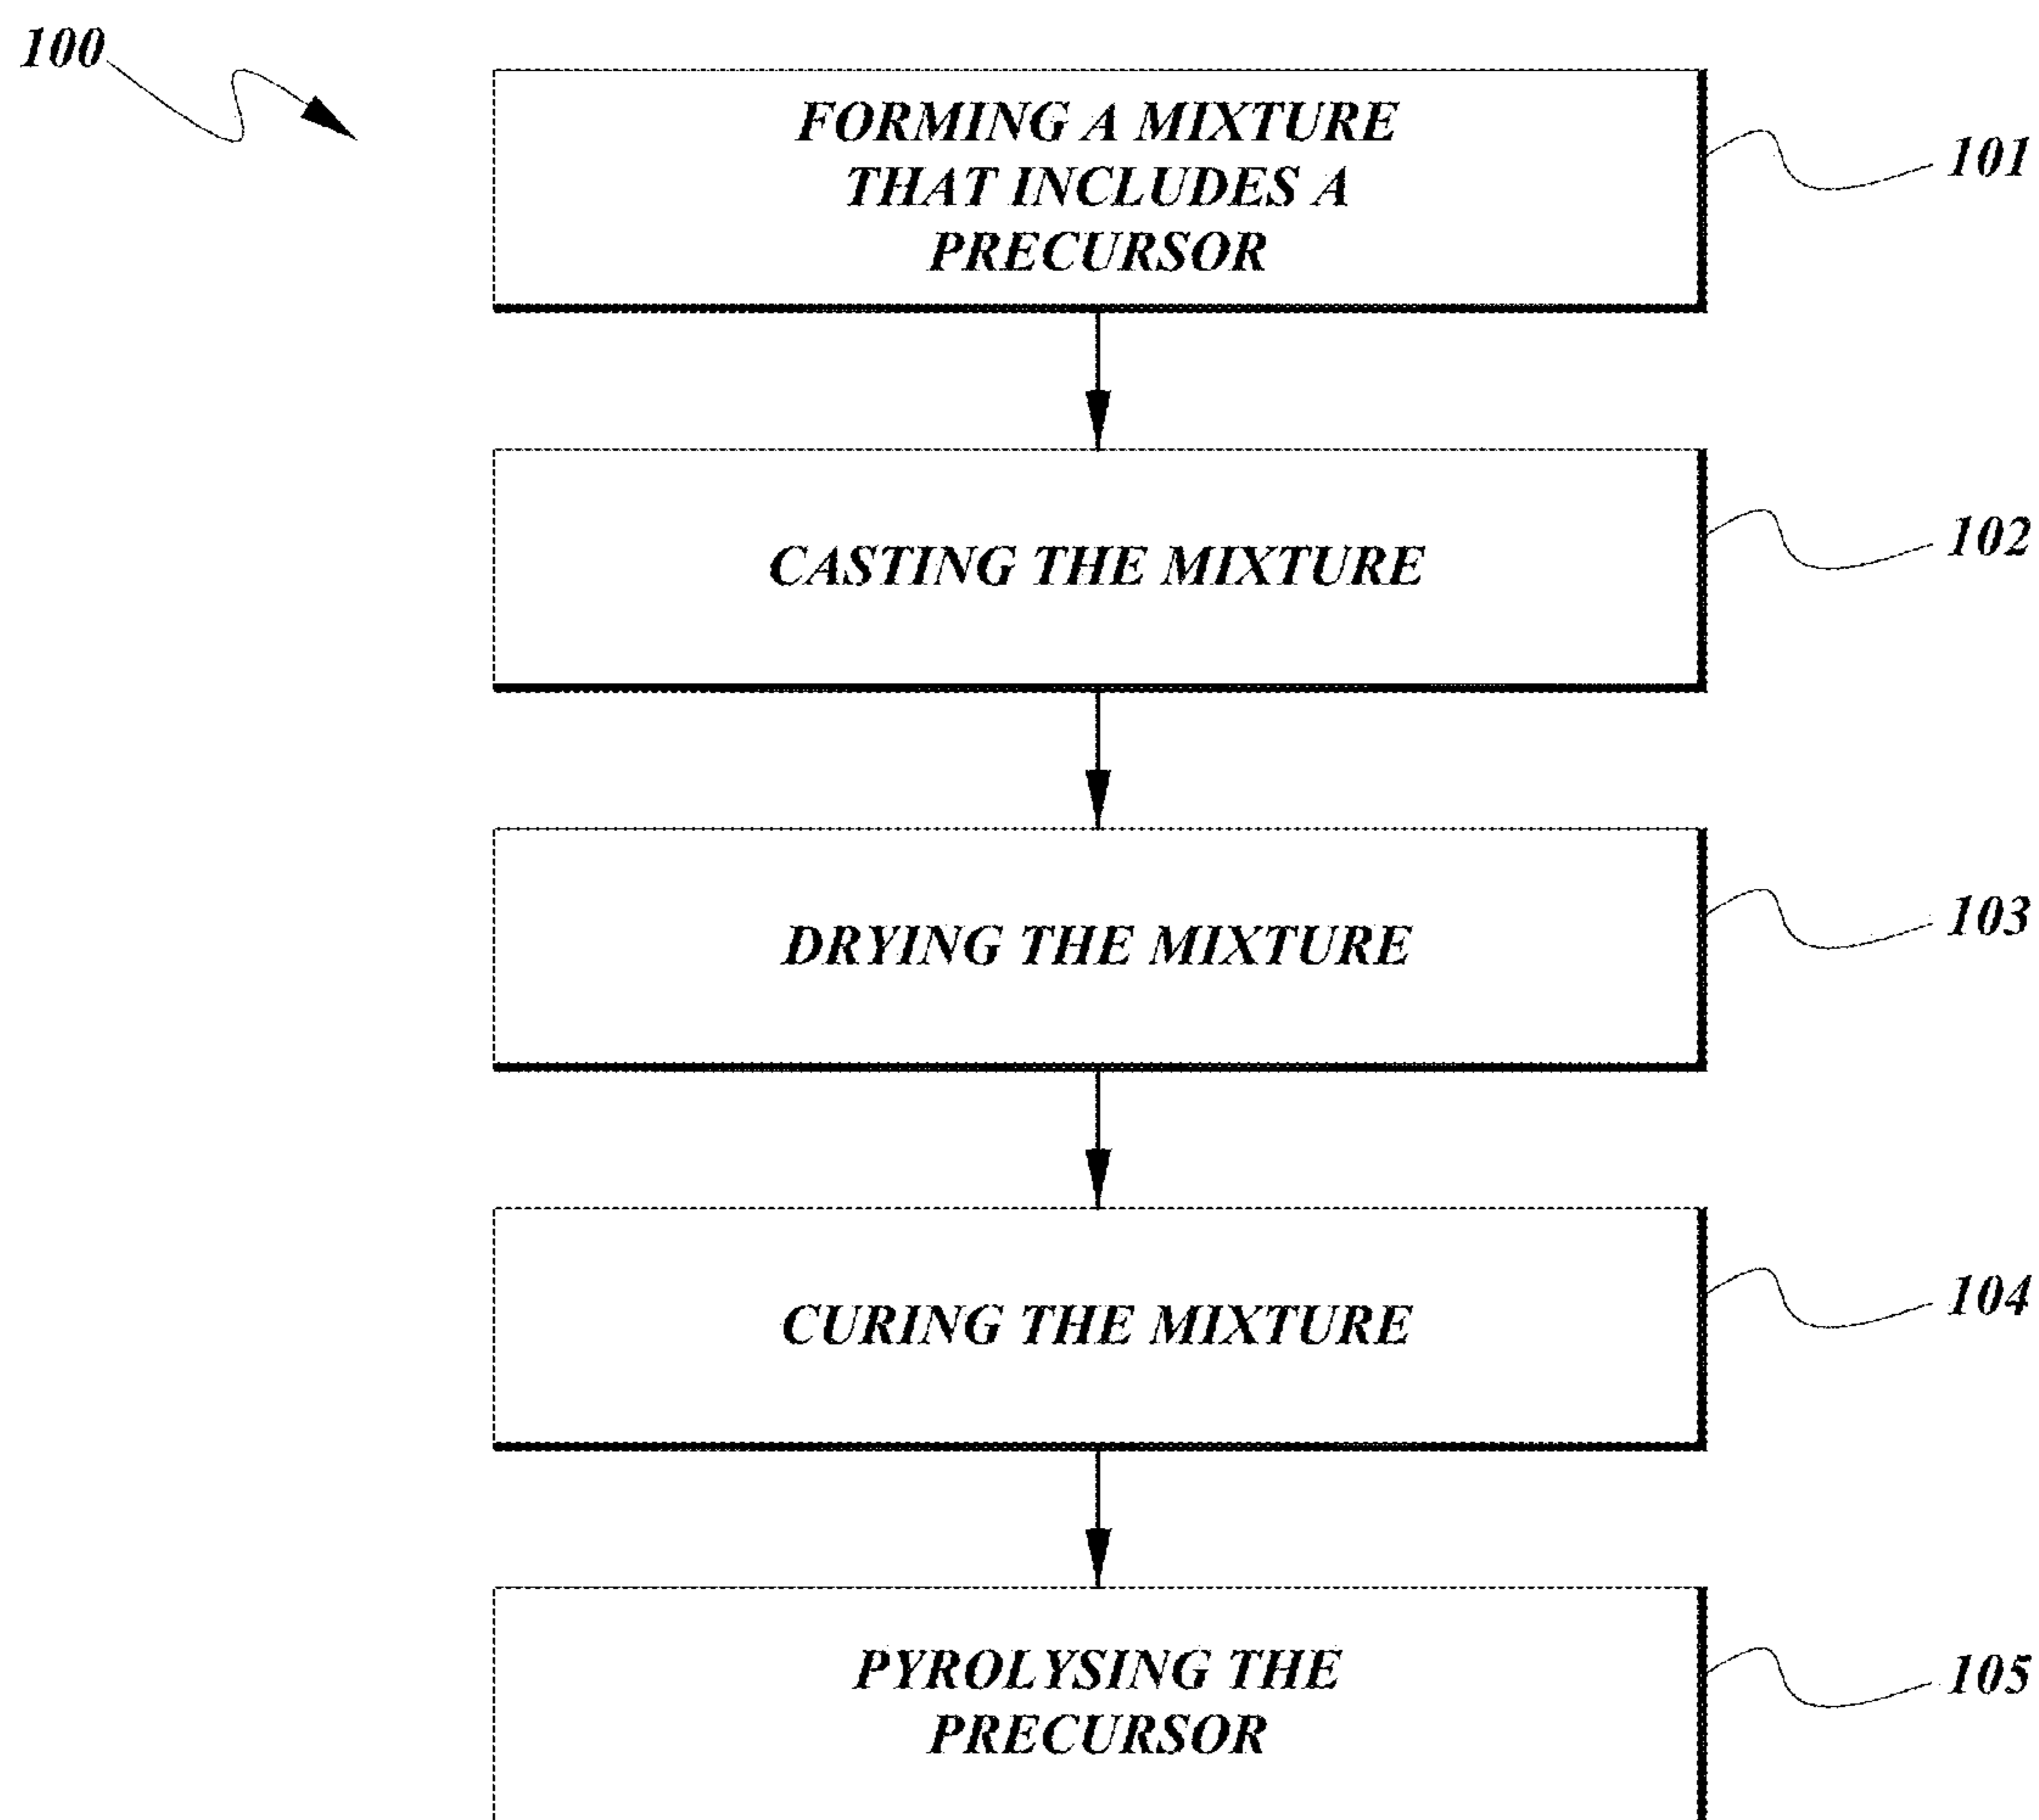 100
FORMING A MIXTURE
THAT INCLUDES A
PRECURSOR
101
CASTING THE MIXTURE
102
DRYING THE MIXTURE
103
CURING THE MIXTURE
104
PYROLYSING THE
PRECURSOR
105